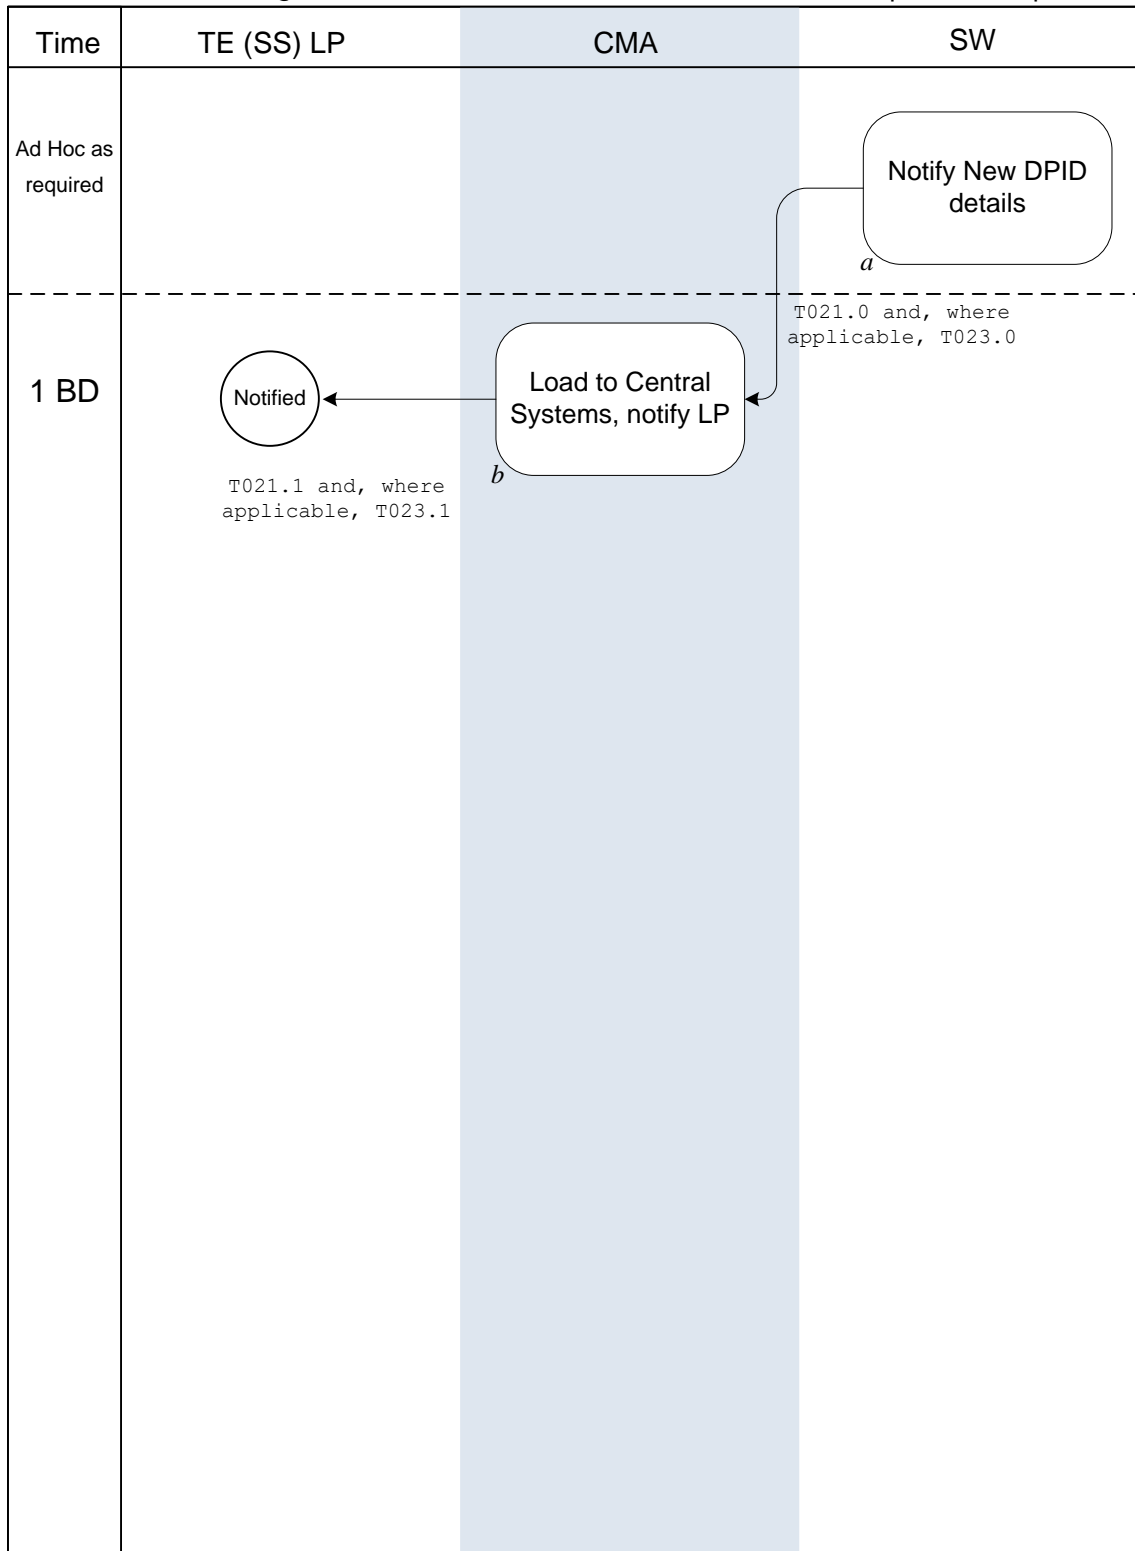 Time
TE (SS) LP
CMA
SW
Ad Hoc as
required
Notify New DPID
details
a
T021.0 and, where
applicable, T023.0
1 BD
Notified
Load to Central
Systems, notify LP
b
T021.1 and, where
applicable, T023.1